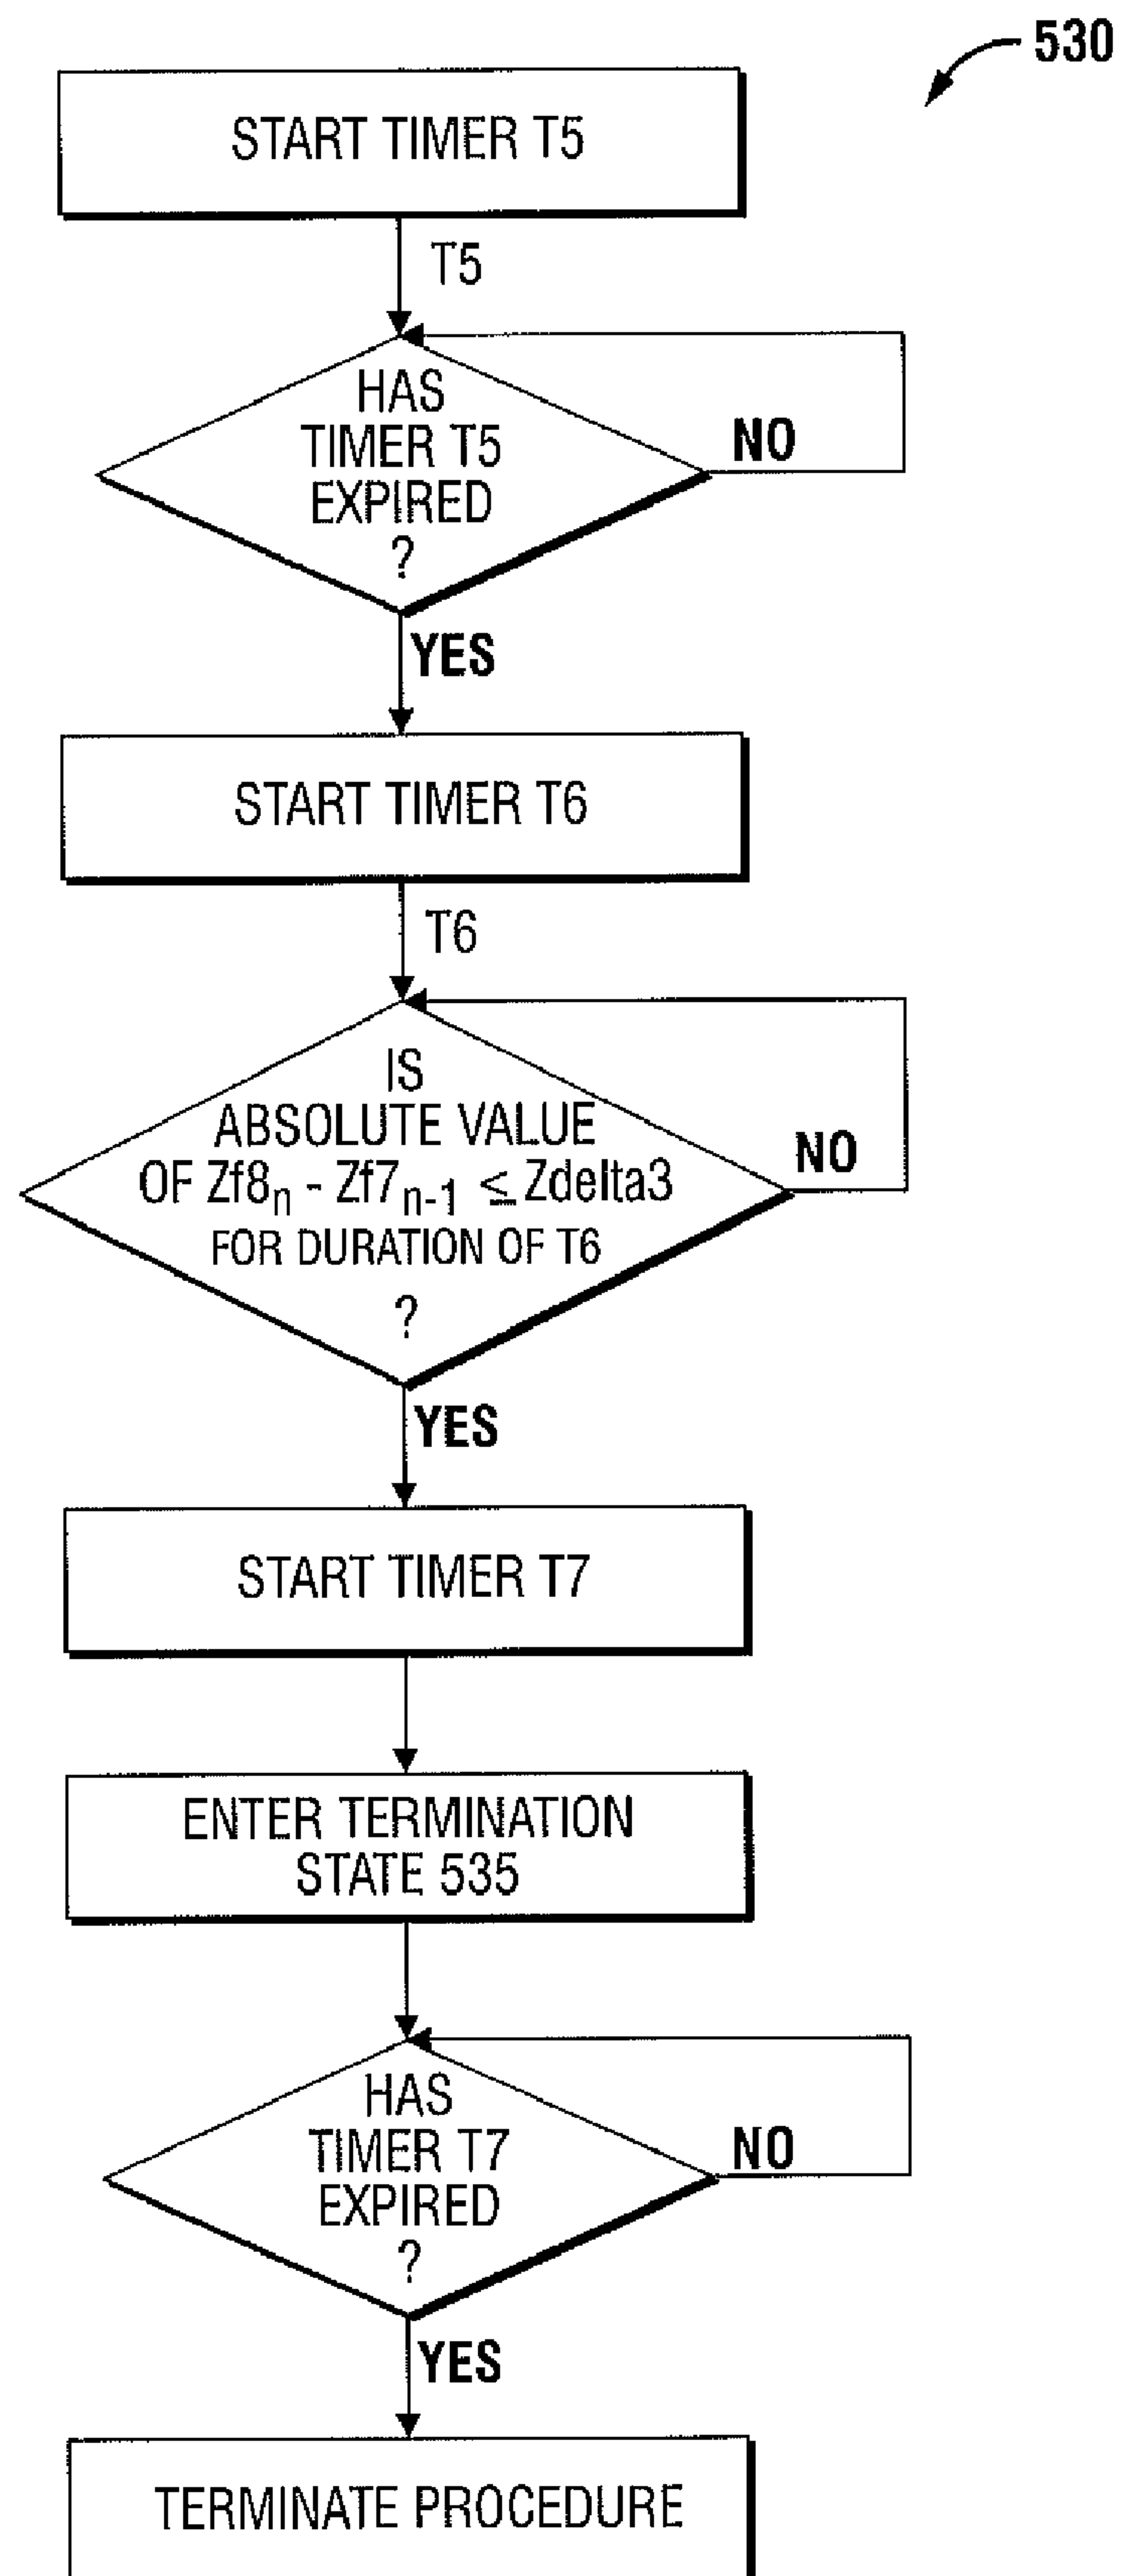 530
START TIMER T5
T5
HAS
TIMER T5
EXPIRED
?
NO
YES
START TIMER T6
T6
IS
ABSOLUTE VALUE
OF Zf8n - Zf7n-1 ≤ Zdelta3
FOR DURATION OF T6
?
NO
YES
START TIMER T7
ENTER TERMINATION
STATE 535
HAS
TIMER T7
EXPIRED
?
NO
YES
TERMINATE PROCEDURE